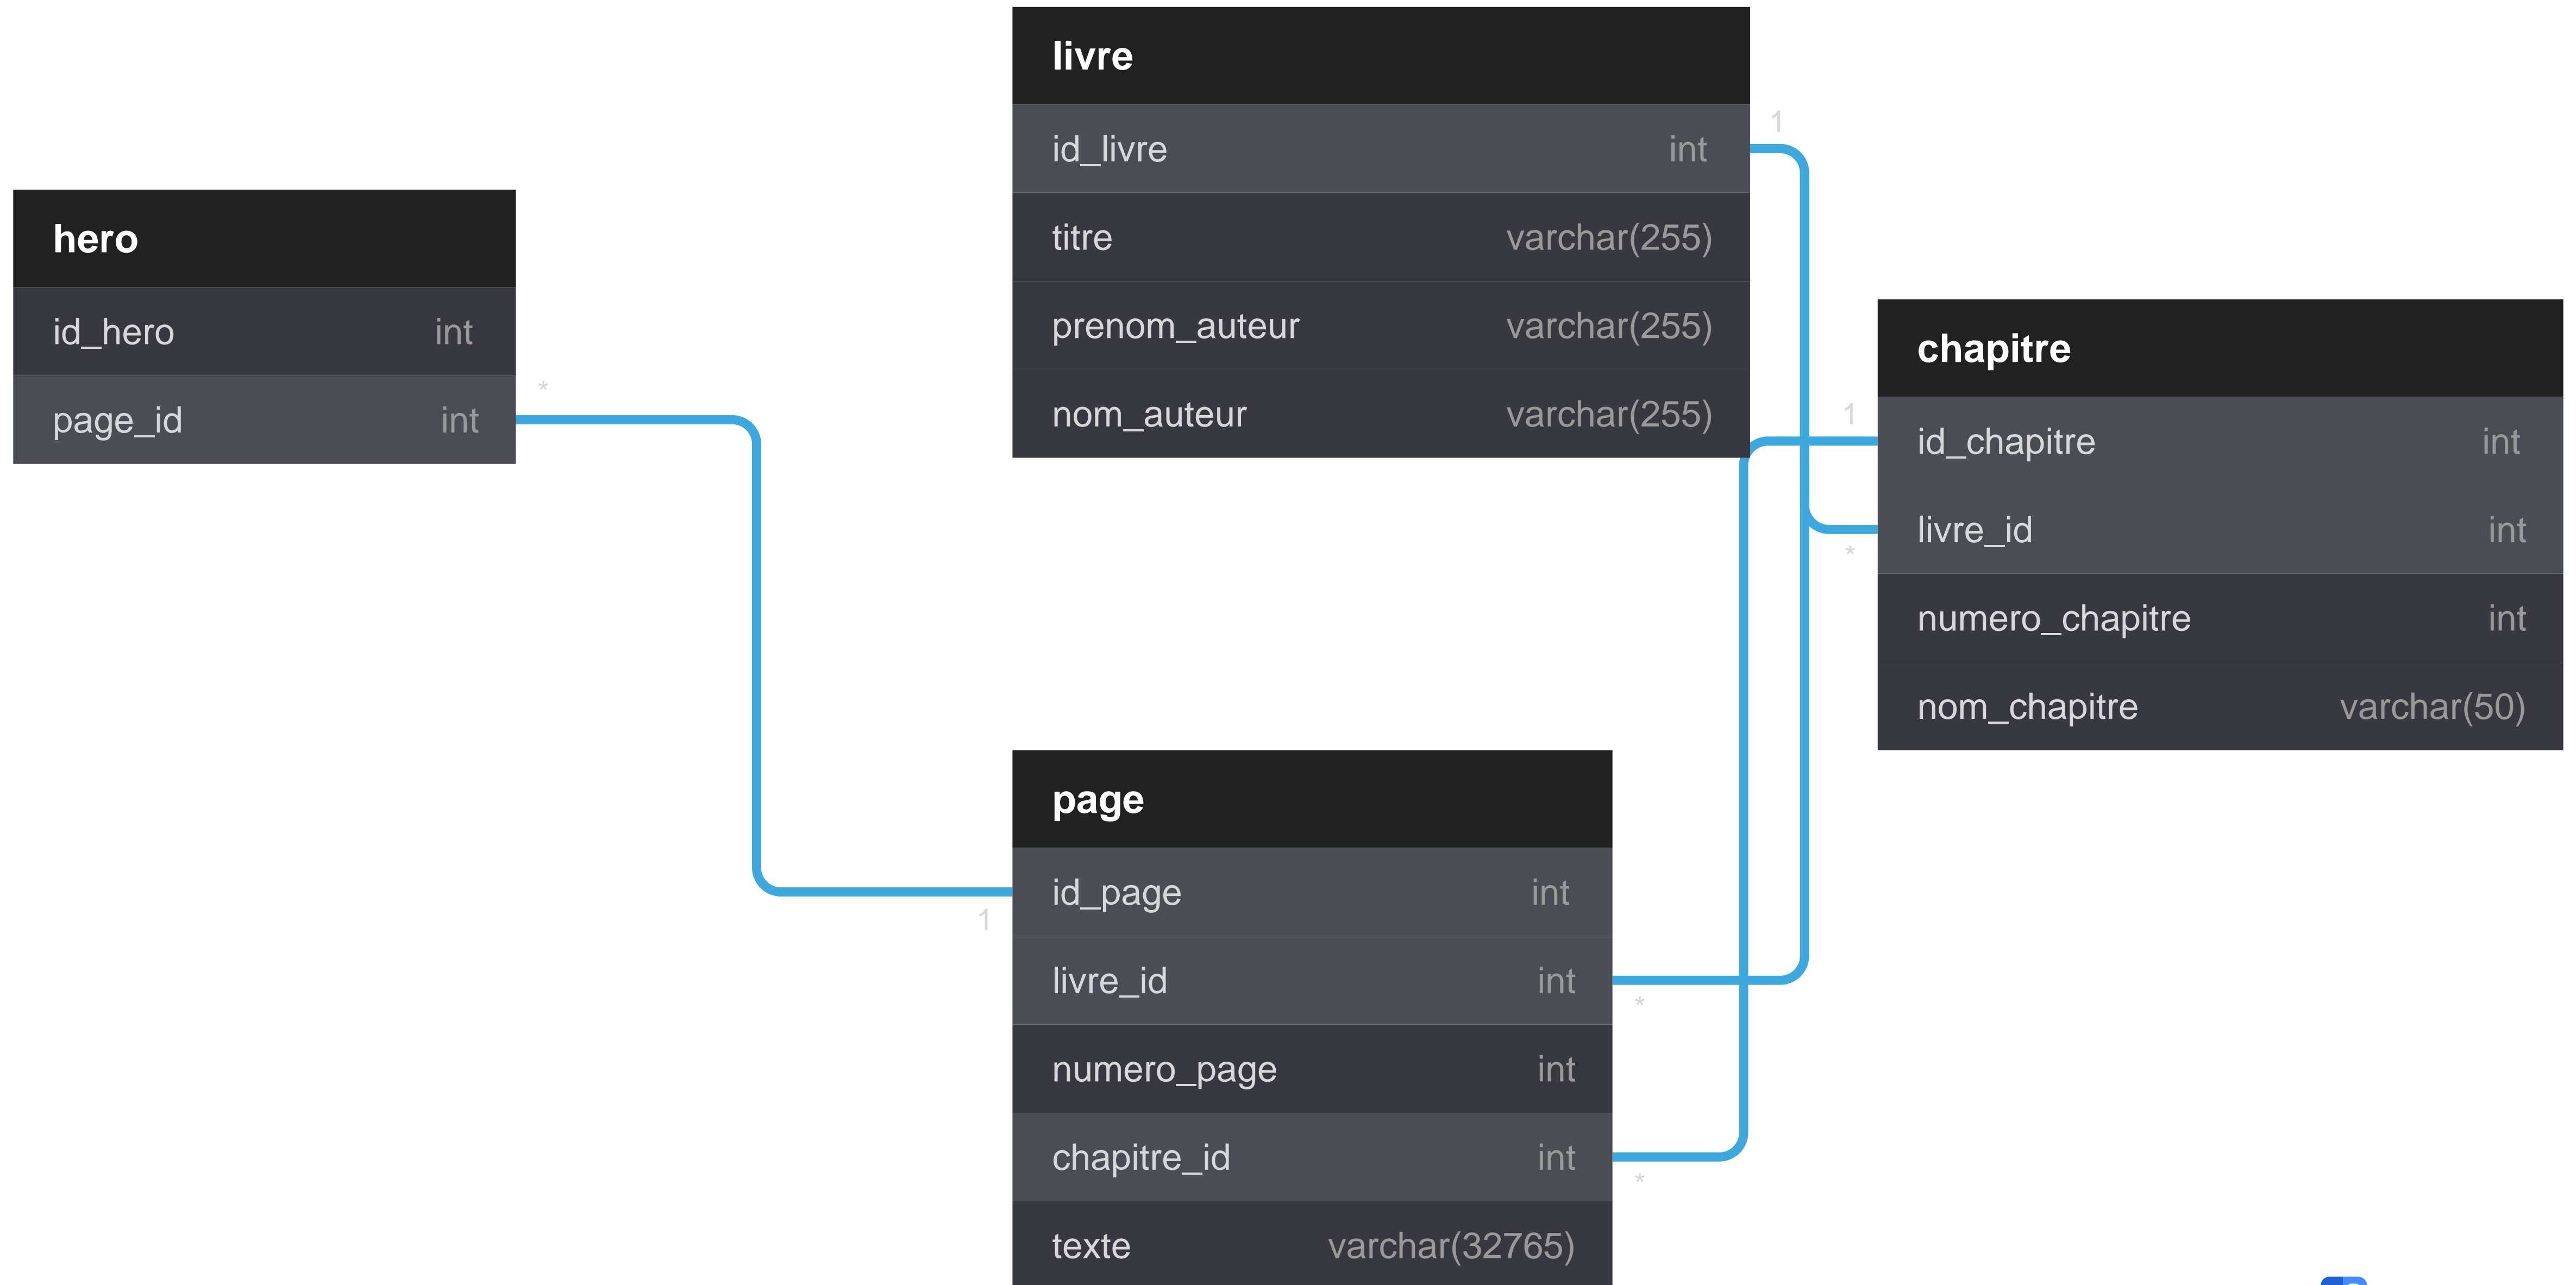 livre
id_livre int
titre varchar(255)
prenom_auteur varchar(255)
nom_auteur varchar(255)
1
hero
id_hero int
page_id int
*
chapitre
id_chapitre int
livre_id int
numero_chapitre int
nom_chapitre varchar(50)
1
*
page
id_page int
livre_id int
numero_page int
chapitre_id int
texte varchar(32765)
1
*
*